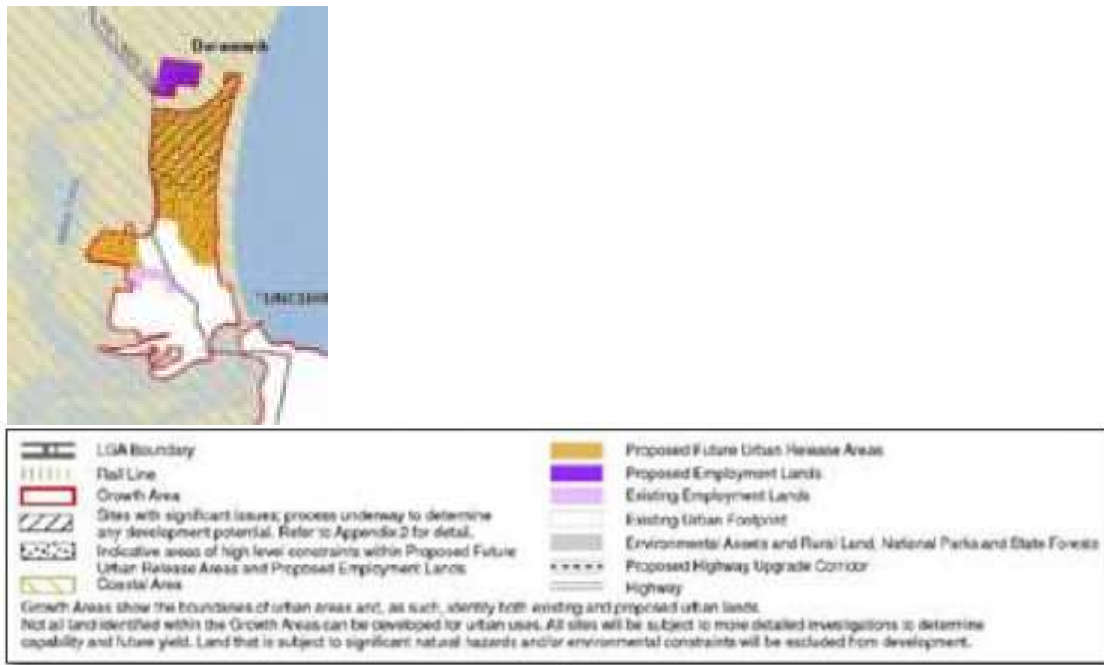 LGA Boundary
Rail Line
Growth Area
Sites with significant issues; process underway to determine
any development potential. Refer to Appendix 2 for detail.
Indicative areas of high level constraints within Proposed Future
Urban Release Areas and Proposed Employment Lands
Coastal Area
Proposed Future Urban Release Areas
Proposed Employment Lands
Existing Employment Lands
Existing Urban Footprint
Environmental Assets and Rural Land, National Parks and State Forests
Proposed Highway Upgrade Corridor
Highway
Growth Areas show the boundaries of urban areas and, as such, identify both existing and proposed urban lands.
Not all land identified within the Growth Areas can be developed for urban uses. All sites will be subject to more detailed investigations to determine
capability and future yield. Land that is subject to significant natural hazards and/or environmental constraints will be excluded from development.